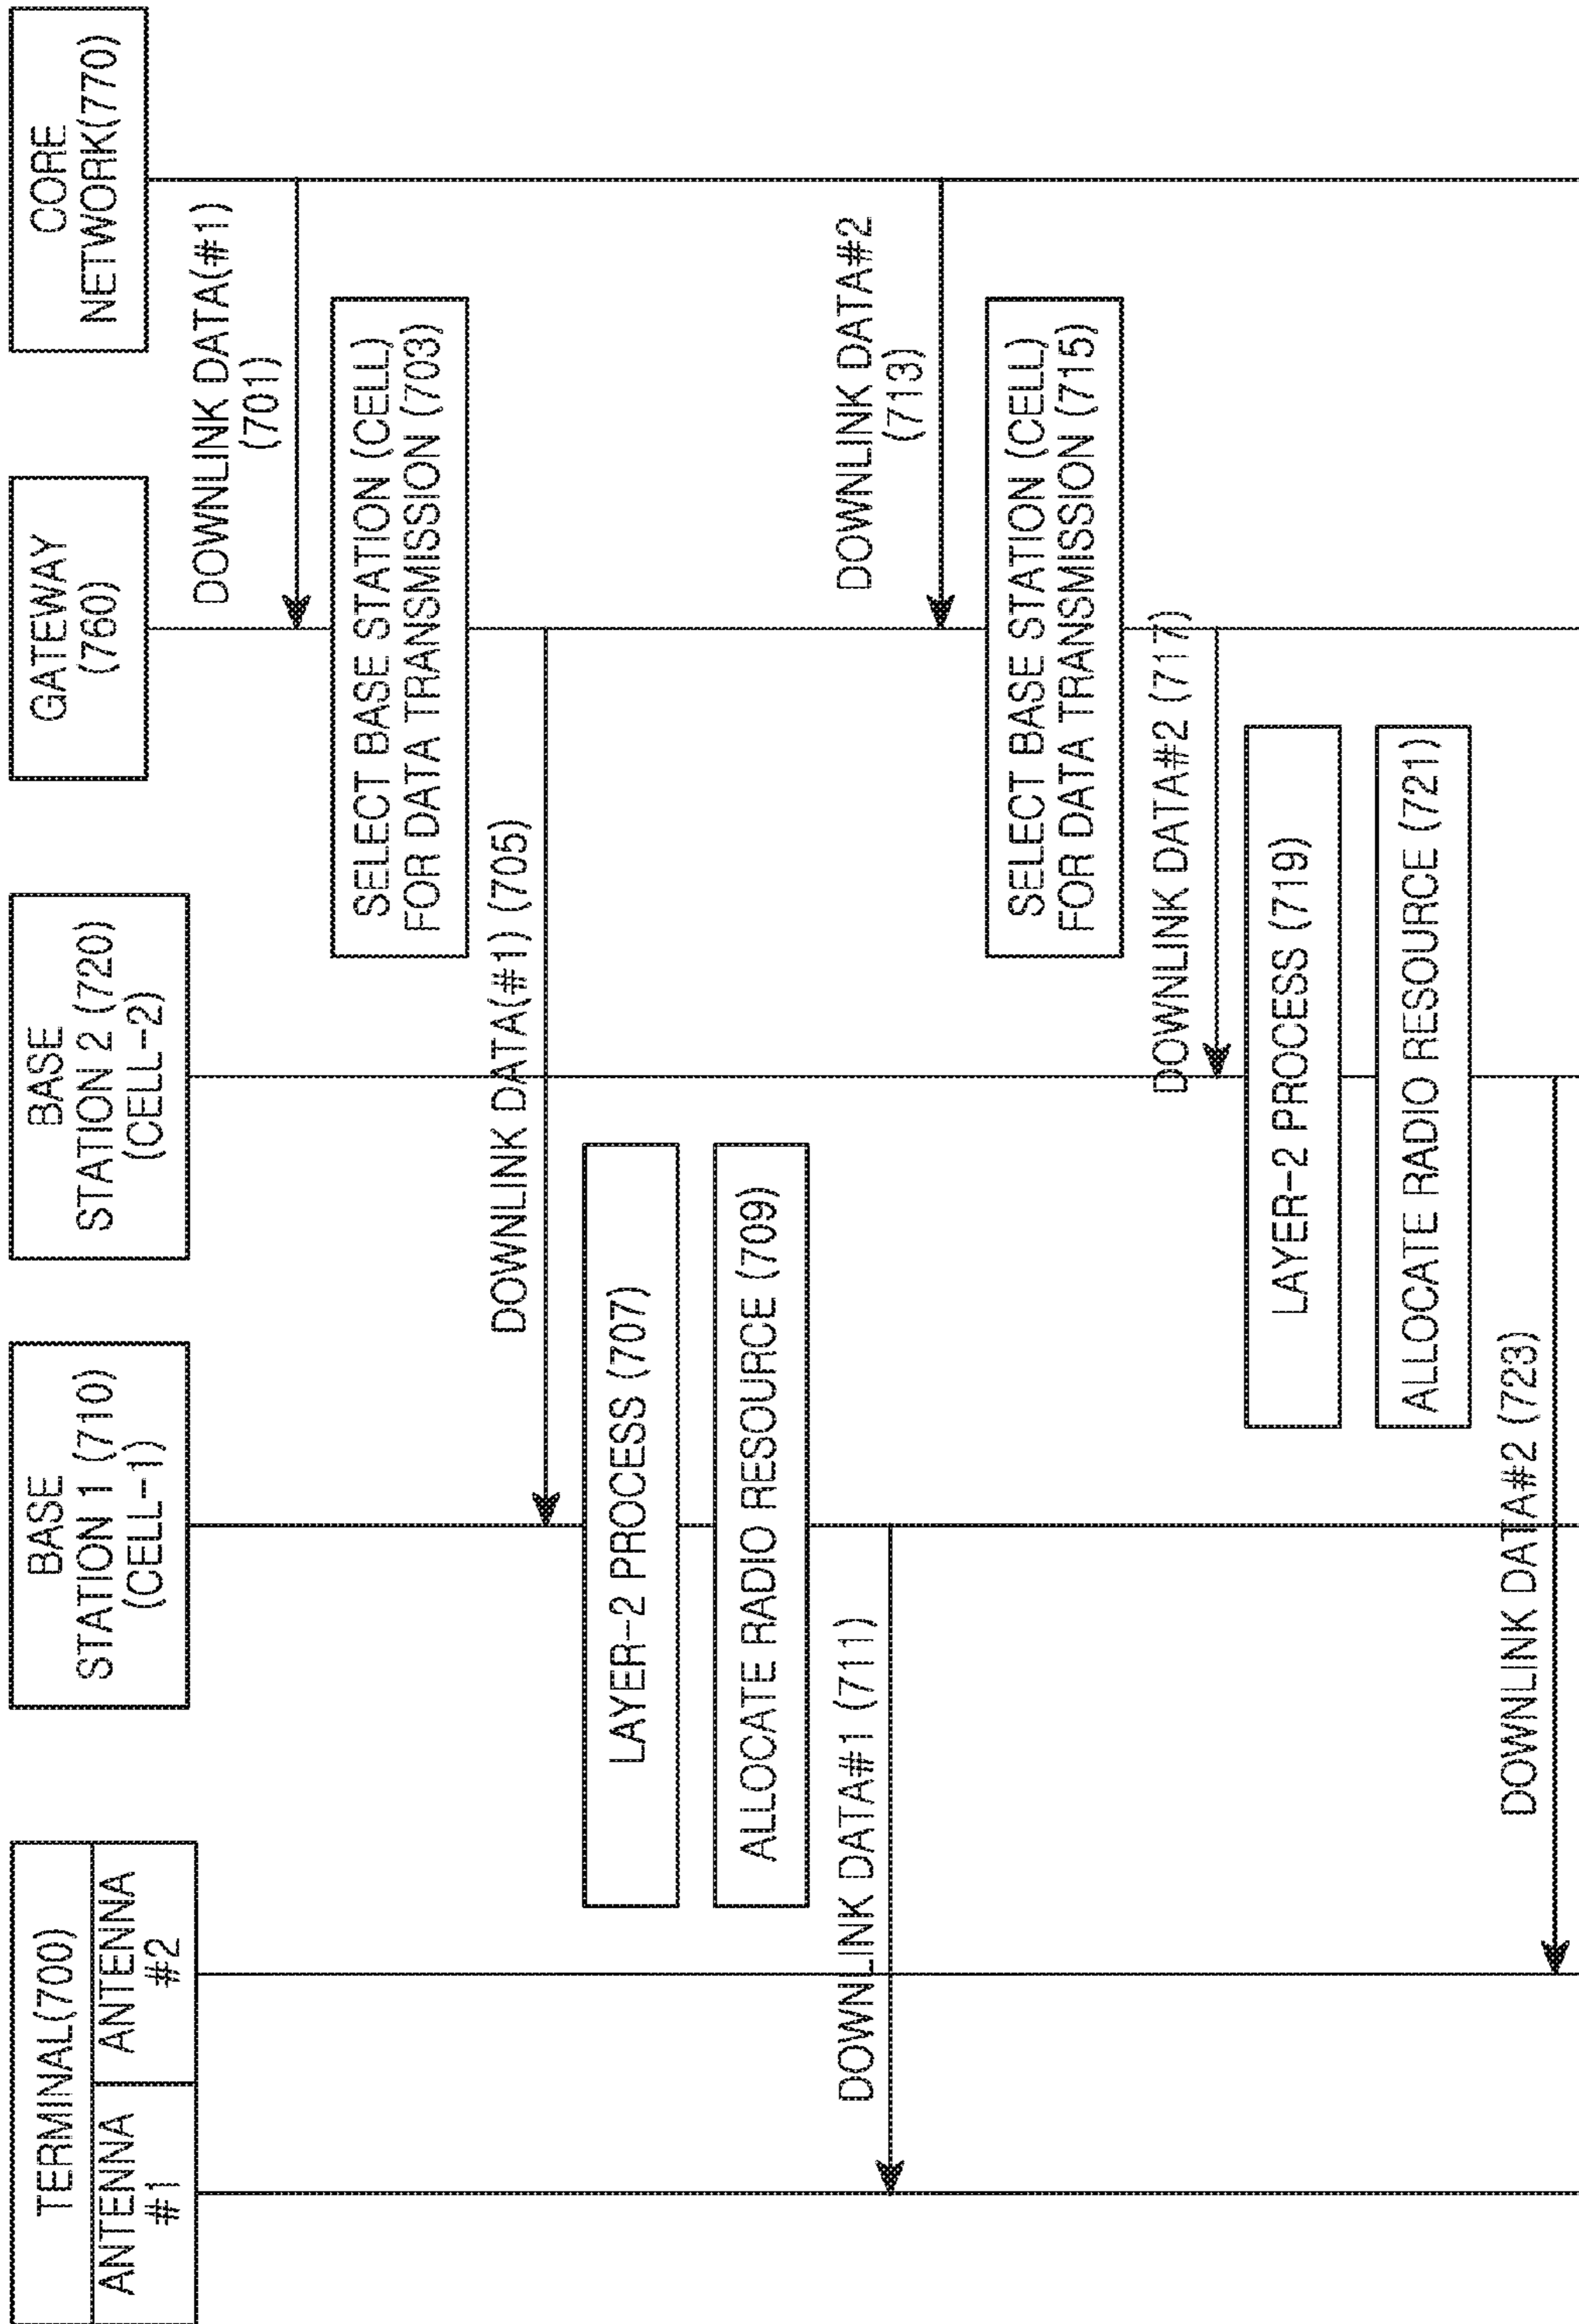 TERMINAL(700)
ANTENNA
#1
ANTENNA
#2
BASE
STATION 1 (710)
(CELL-1)
BASE
STATION 2 (720)
(CELL-2)
GATEWAY
(760)
CORE
NETWORK(770)
DOWNLINK DATA(#1)
(701)
SELECT BASE STATION (CELL)
FOR DATA TRANSMISSION (703)
DOWNLINK DATA(#1) (705)
LAYER-2 PROCESS (707)
ALLOCATE RADIO RESOURCE (709)
DOWNLINK DATA#1 (711)
DOWNLINK DATA#2
(713)
SELECT BASE STATION (CELL)
FOR DATA TRANSMISSION (715)
DOWNLINK DATA#2 (717)
LAYER-2 PROCESS (719)
ALLOCATE RADIO RESOURCE (721)
DOWNLINK DATA#2 (723)